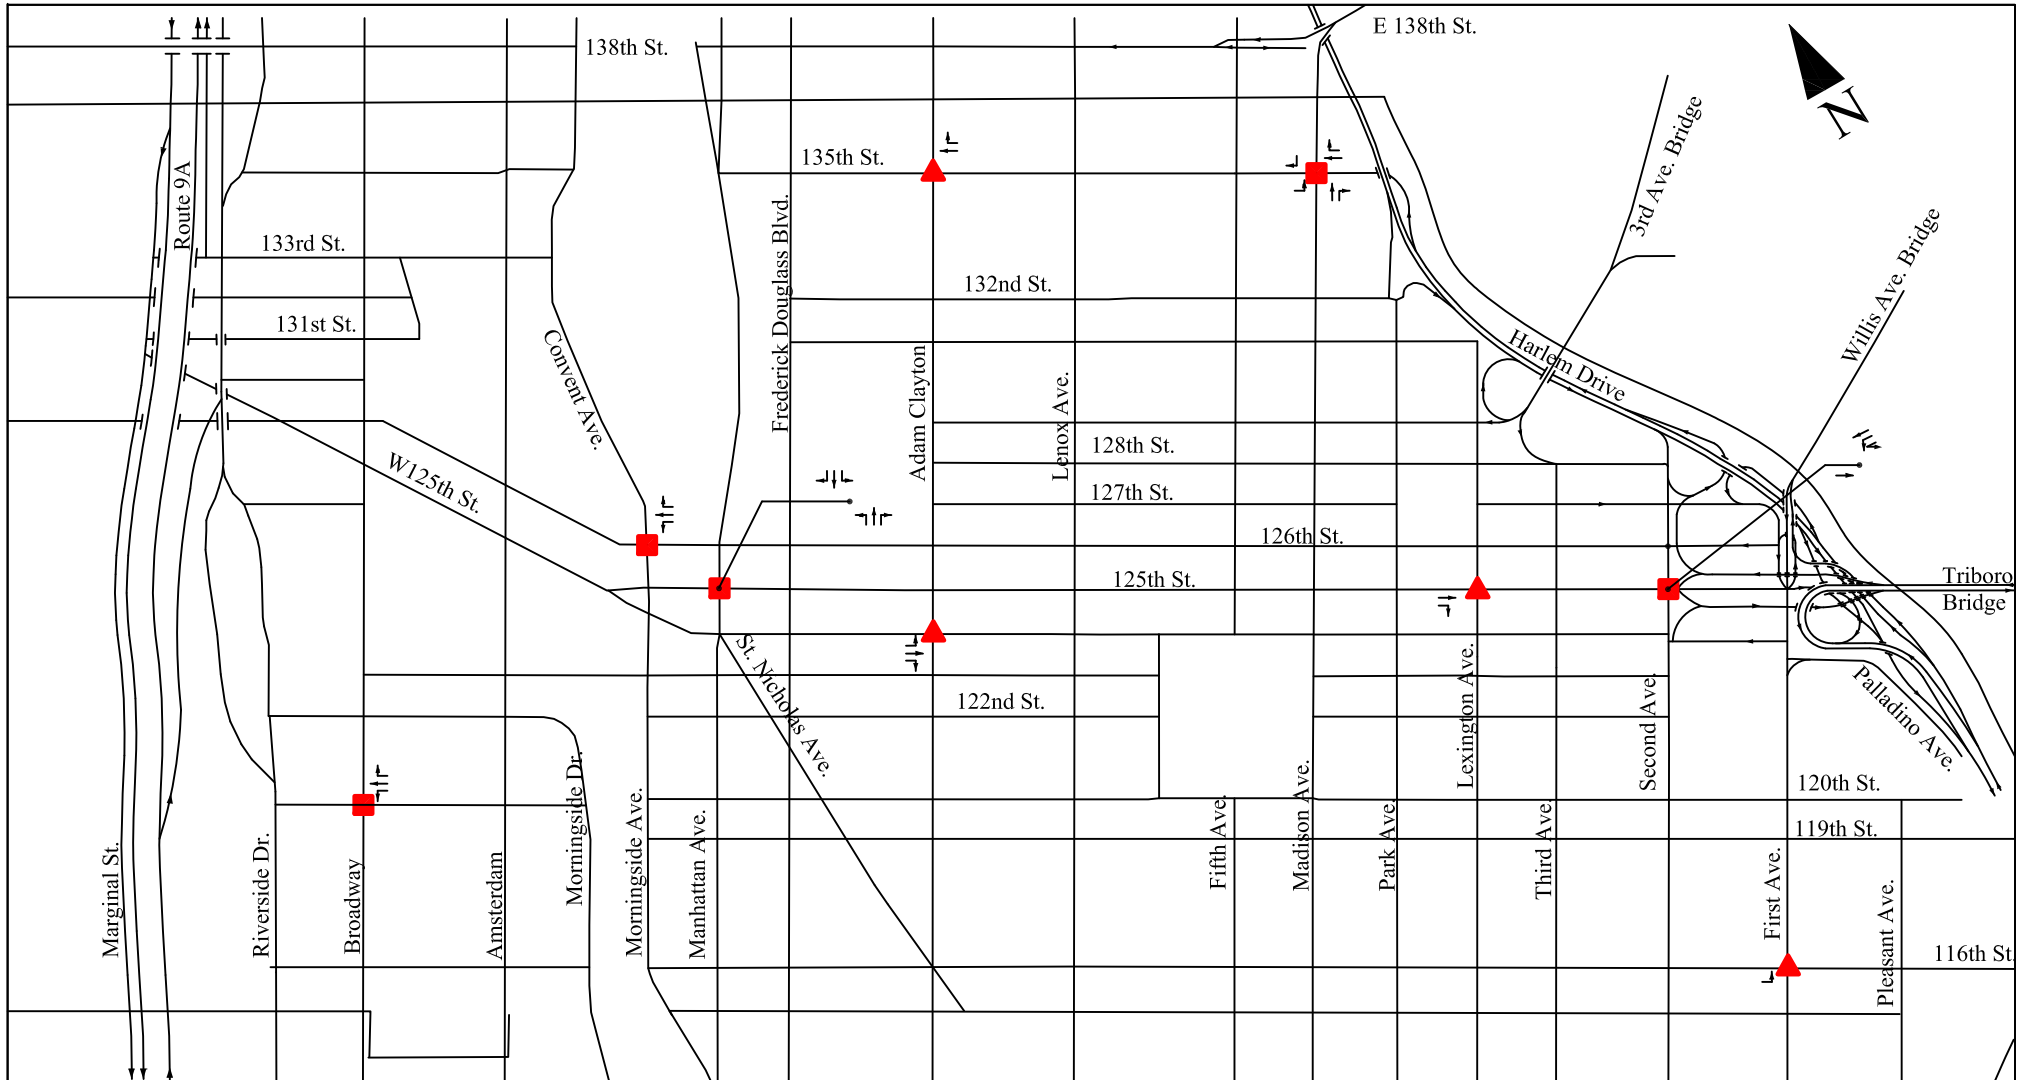 E 138th St.
138th St.
N
135th St.
Route 9A
3rd Ave. Bridge
133rd St.
Frederick Douglass Blvd.
132nd St.
Willis Ave. Bridge
131st St.
Convent Ave.
Harlem Drive
Adam Clayton
Lenox Ave.
128th St.
W125th St.
127th St.
126th St.
125th St.
Triboro
Bridge
St. Nicholas Ave.
122nd St.
Lexington Ave.
Second Ave.
Palladino Ave.
120th St.
119th St.
Marginal St.
Riverside Dr.
Broadway
Amsterdam
Morningside Dr.
Morningside Ave.
Manhattan Ave.
Fifth Ave.
Madison Ave.
Park Ave.
Third Ave.
First Ave.
Pleasant Ave.
116th St.